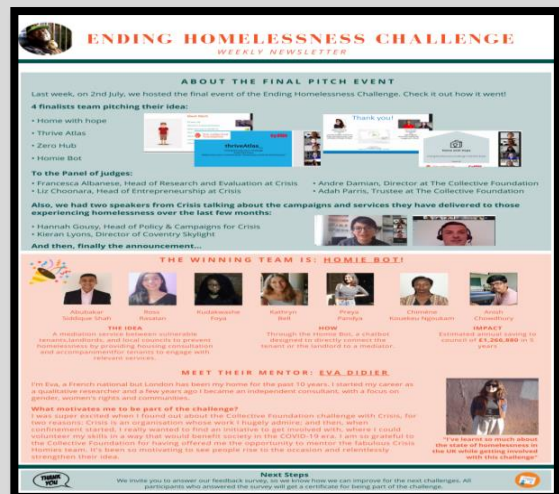 ENDING HOMELESSNESS CHALLENGE
WEEKLY NEWSLETTER
ABOUT THE FINAL PITCH EVENT
Last week, on 2nd July, we hosted the final event of the Ending Homelessness Challenge. Check it out how it went!
4 finalists team pitching their idea:
• Home with hope
• Thrive Atlas
• Zero Hub
• Homie Bot
thriveAtlas_
Thank you!
To the Panel of judges:
• Francesca Albanese, Head of Research and Evaluation at Crisis
• Liz Choonara, Head of Entrepreneurship at Crisis
• Andre Damian, Director at The Collective Foundation
• Adah Parris, Trustee at The Collective Foundation
Also, we had two speakers from Crisis talking about the campaigns and services they have delivered to those
experiencing homelessness over the last few months:
• Hannah Gousy, Head of Policy & Campaigns for Crisis
• Kieran Lyons, Director of Coventry Skylight
And then, finally the announcement...
THE WINNING TEAM IS: HOMIE BOT!
Abubakar
Siddique Shah
Kudakwashe
Foya
Kathryn
Bell
Preya
Pandya
Chimène
Arosh
Chowdhury
THE IDEA
A mediation service between vulnerable
tenants,landlords, and local councils to prevent
homelessness by providing housing consultation
and accompanimentfor tenants to engage with
relevant services.
HOW
Through the Homie Bot, a chatbot
designed to directly connect the
tenant or the landlord to a mediator.
IMPACT
Estimated annual saving to
council of £1,266,880 in 5
years
MEET THEIR MENTOR: EVA DIDIER
I'm Eva, a French national but London has been my home for the past 10 years. I started my career as
a qualitative researcher and a few years ago I became an independent consultant, with a focus on
gender, women's rights and communities.
What motivates me to be part of the challenge?
I was super excited when I found out about the Collective Foundation challenge with Crisis, for
two reasons: Crisis is an organisation whose work I hugely admire; and then, when
confinement started, I really wanted to find an initiative to get involved with, where I could
volunteer my skills in a way that would benefit society in the COVID-19 era. I am so grateful to
the Collective Foundation for having offered me the opportunity to mentor the fabulous Crisis
Homies team. It's been so motivating to see people rise to the occasion and relentlessly
strengthen their idea.
"I've learnt so much about
the state of homelessness in
the UK while getting involved
with this challenge"
THANK
YOU
Next Steps
We invite you to answer our feedback survey, so we know how we can improve for the next challenges. All
participants who answered the survey will get a certificate for being part of the challenge.